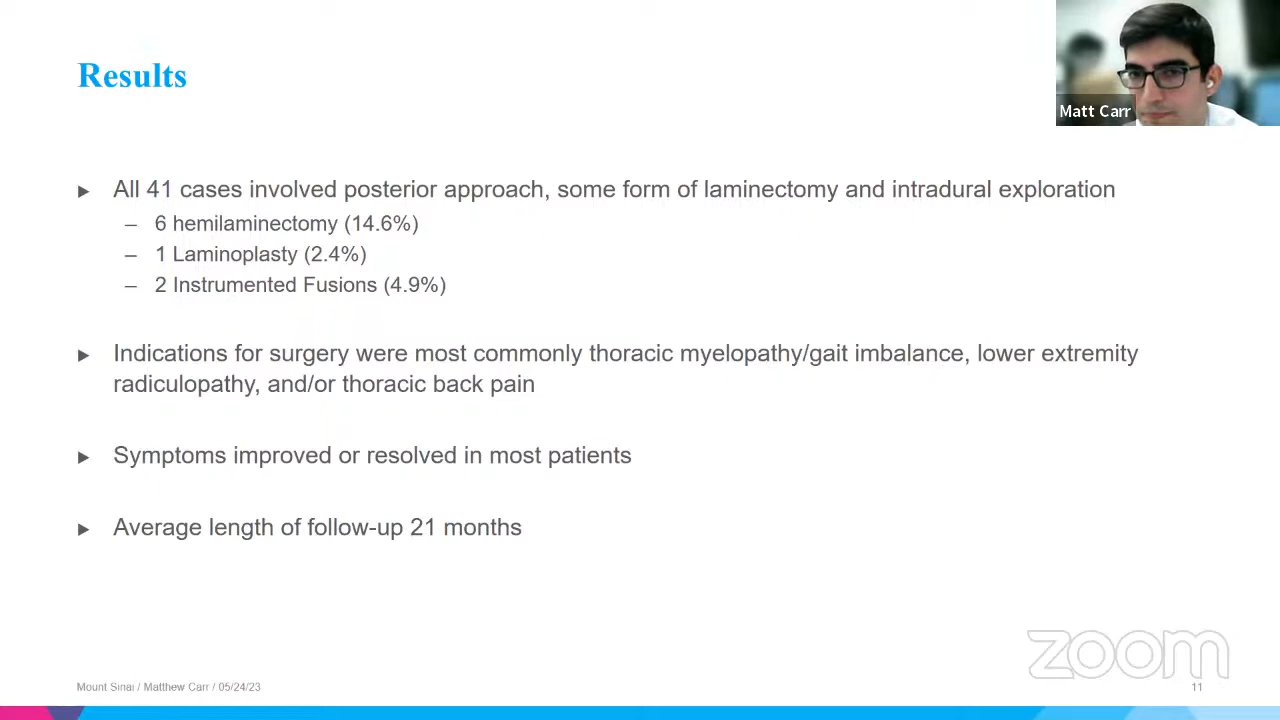 Results
Matt Carr
▸ All 41 cases involved posterior approach, some form of laminectomy and intradural exploration
– 6 hemilaminectomy (14.6%)
– 1 Laminoplasty (2.4%)
– 2 Instrumented Fusions (4.9%)
▸ Indications for surgery were most commonly thoracic myelopathy/gait imbalance, lower extremity
radiculopathy, and/or thoracic back pain
▸ Symptoms improved or resolved in most patients
▸ Average length of follow-up 21 months
zoom
Mount Sinai / Matthew Carr / 05/24/23
11